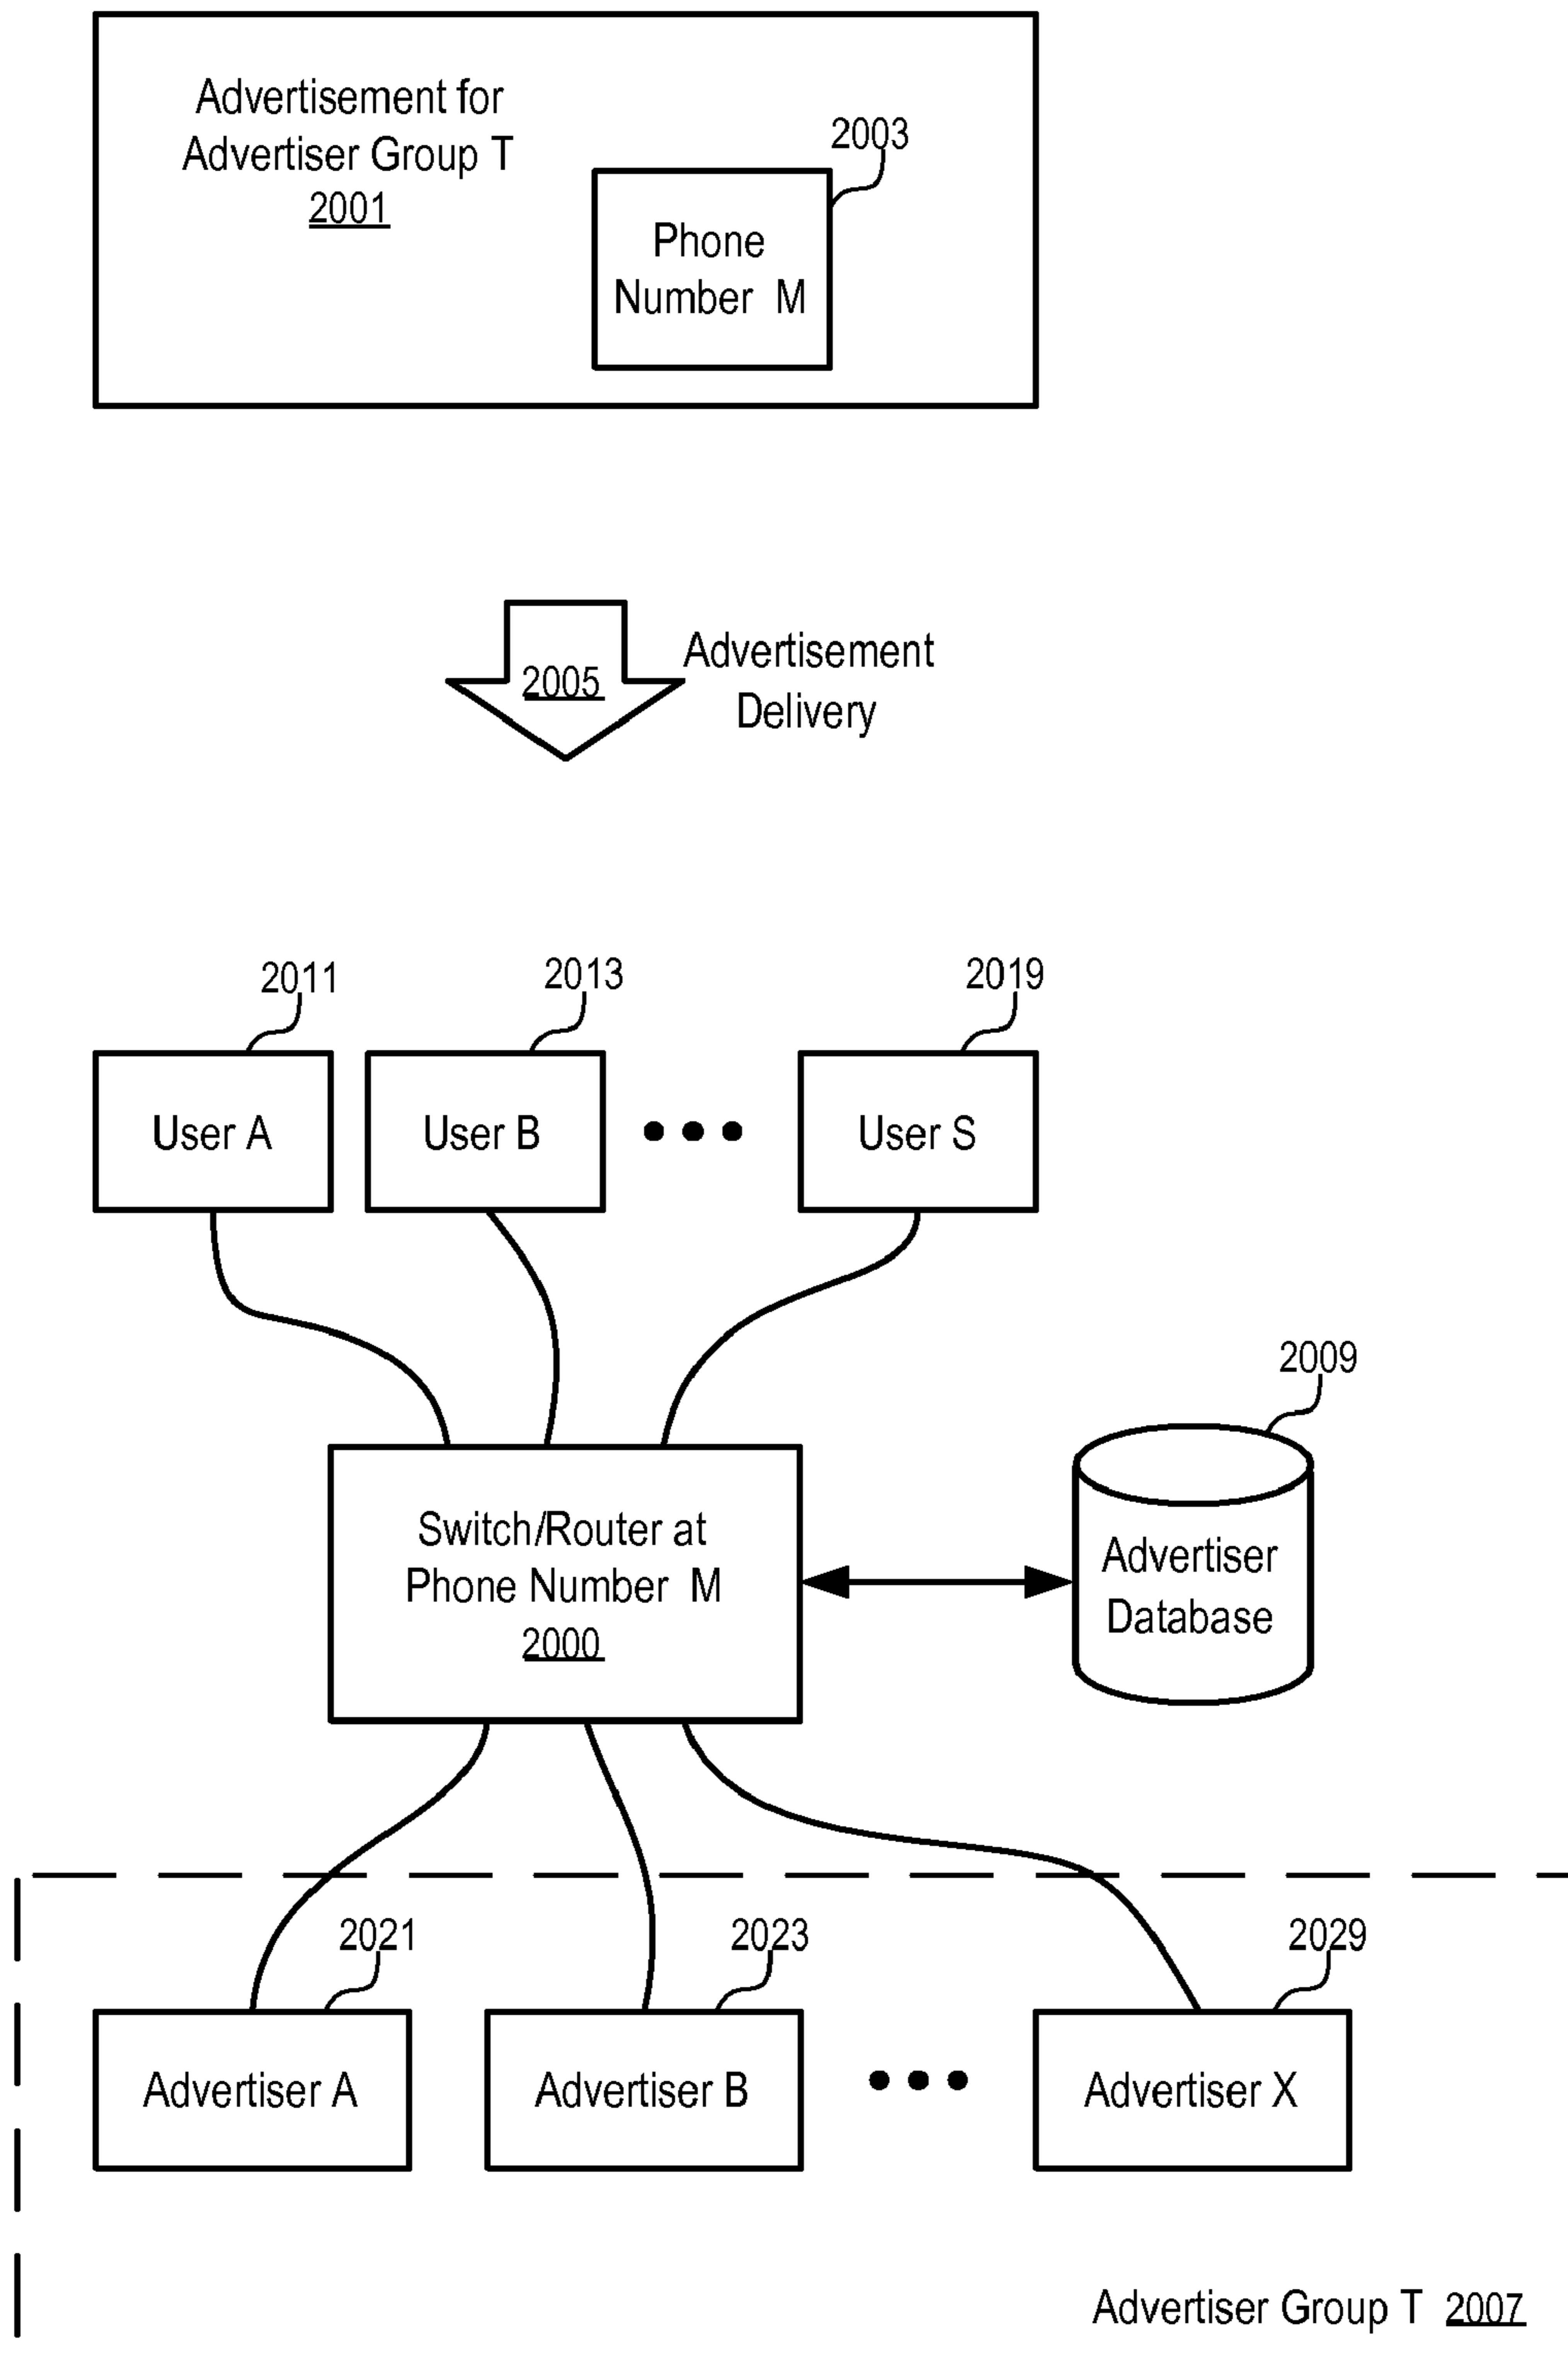 Advertisement for
Advertiser Group T
2001
2003
Phone
Number M
2005
Advertisement
Delivery
2011
2013
2019
User A
User B
User S
2009
Switch/Router at
Phone Number M
2000
Advertiser
Database
2021
2023
2029
Advertiser A
Advertiser B
Advertiser X
Advertiser Group T 2007